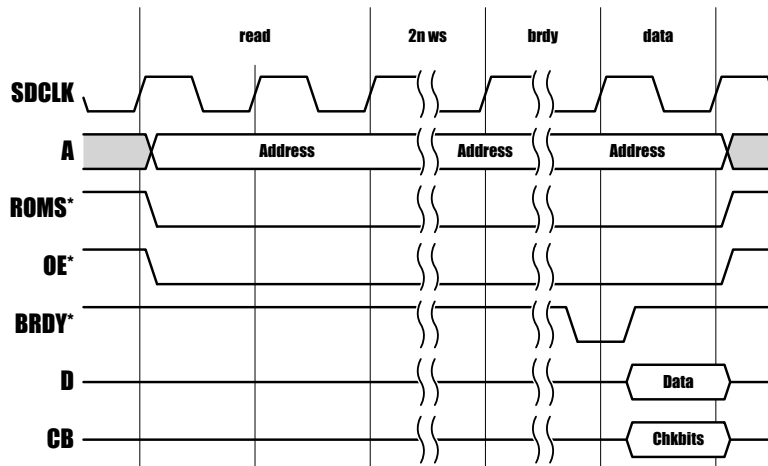 read 2n ws brdy data
SDCLK
A Address Address Address
ROMS*
OE*
BRDY*
D Data
CB Chkbits